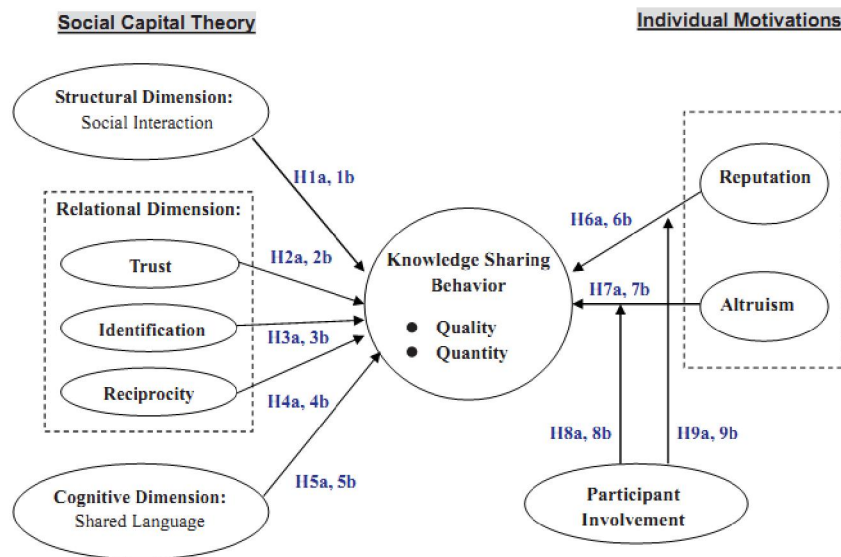 Social Capital Theory
Individual Motivations
Structural Dimension:
Social Interaction
H1a, 1b
Relational Dimension:
Trust
H2a, 2b
Identification
H3a, 3b
Reciprocity
H4a, 4b
Cognitive Dimension:
Shared Language
H5a, 5b
Knowledge Sharing
Behavior
● Quality
● Quantity
Reputation
H6a, 6b
H7a, 7b
Altruism
H8a, 8b
H9a, 9b
Participant
Involvement